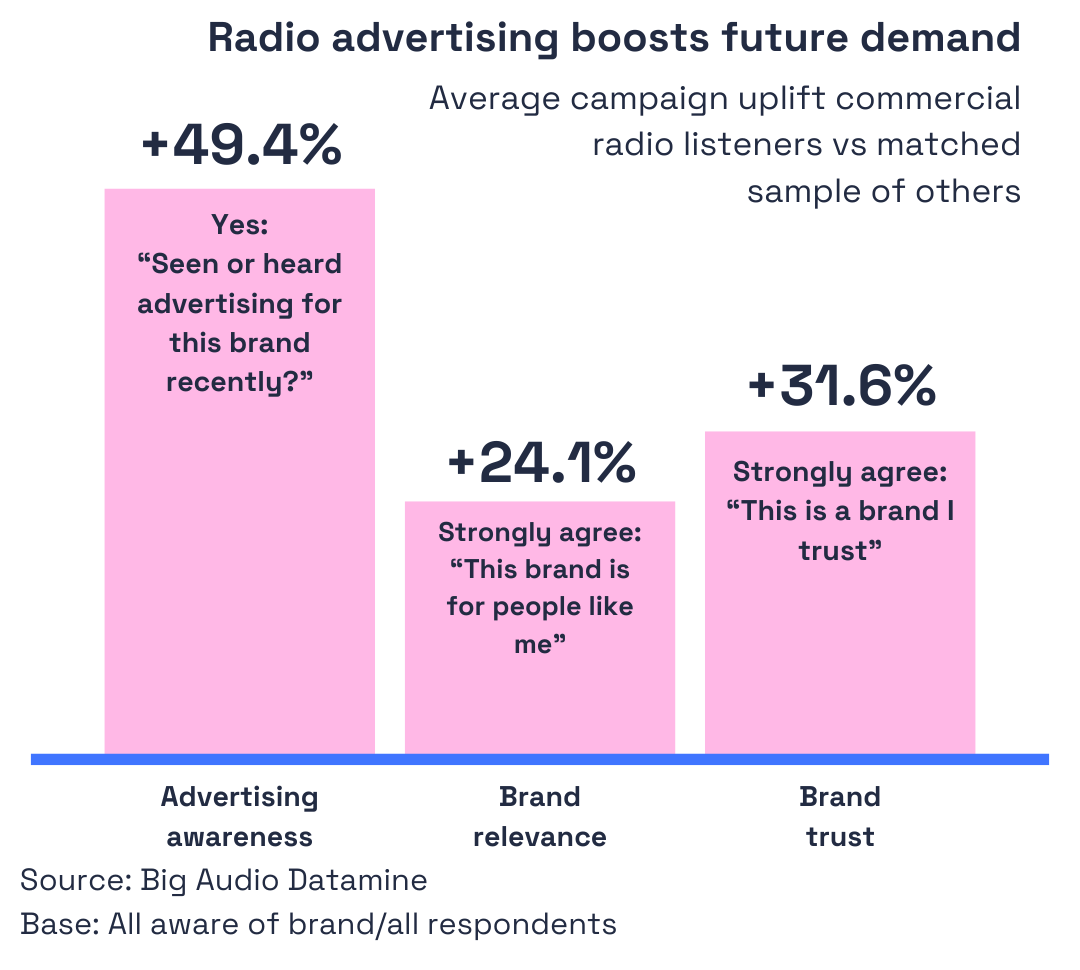 Radio advertising boosts future demand
Average campaign uplift commercial
radio listeners vs matched
sample of others
+49.4%
Yes:
“Seen or heard
advertising for
this brand
recently?”
+24.1%
Strongly agree:
“This brand is
for people like
me”
+31.6%
Strongly agree:
“This is a brand I
trust”
Advertising
awareness
Brand
relevance
Brand
trust
Source: Big Audio Datamine
Base: All aware of brand/all respondents